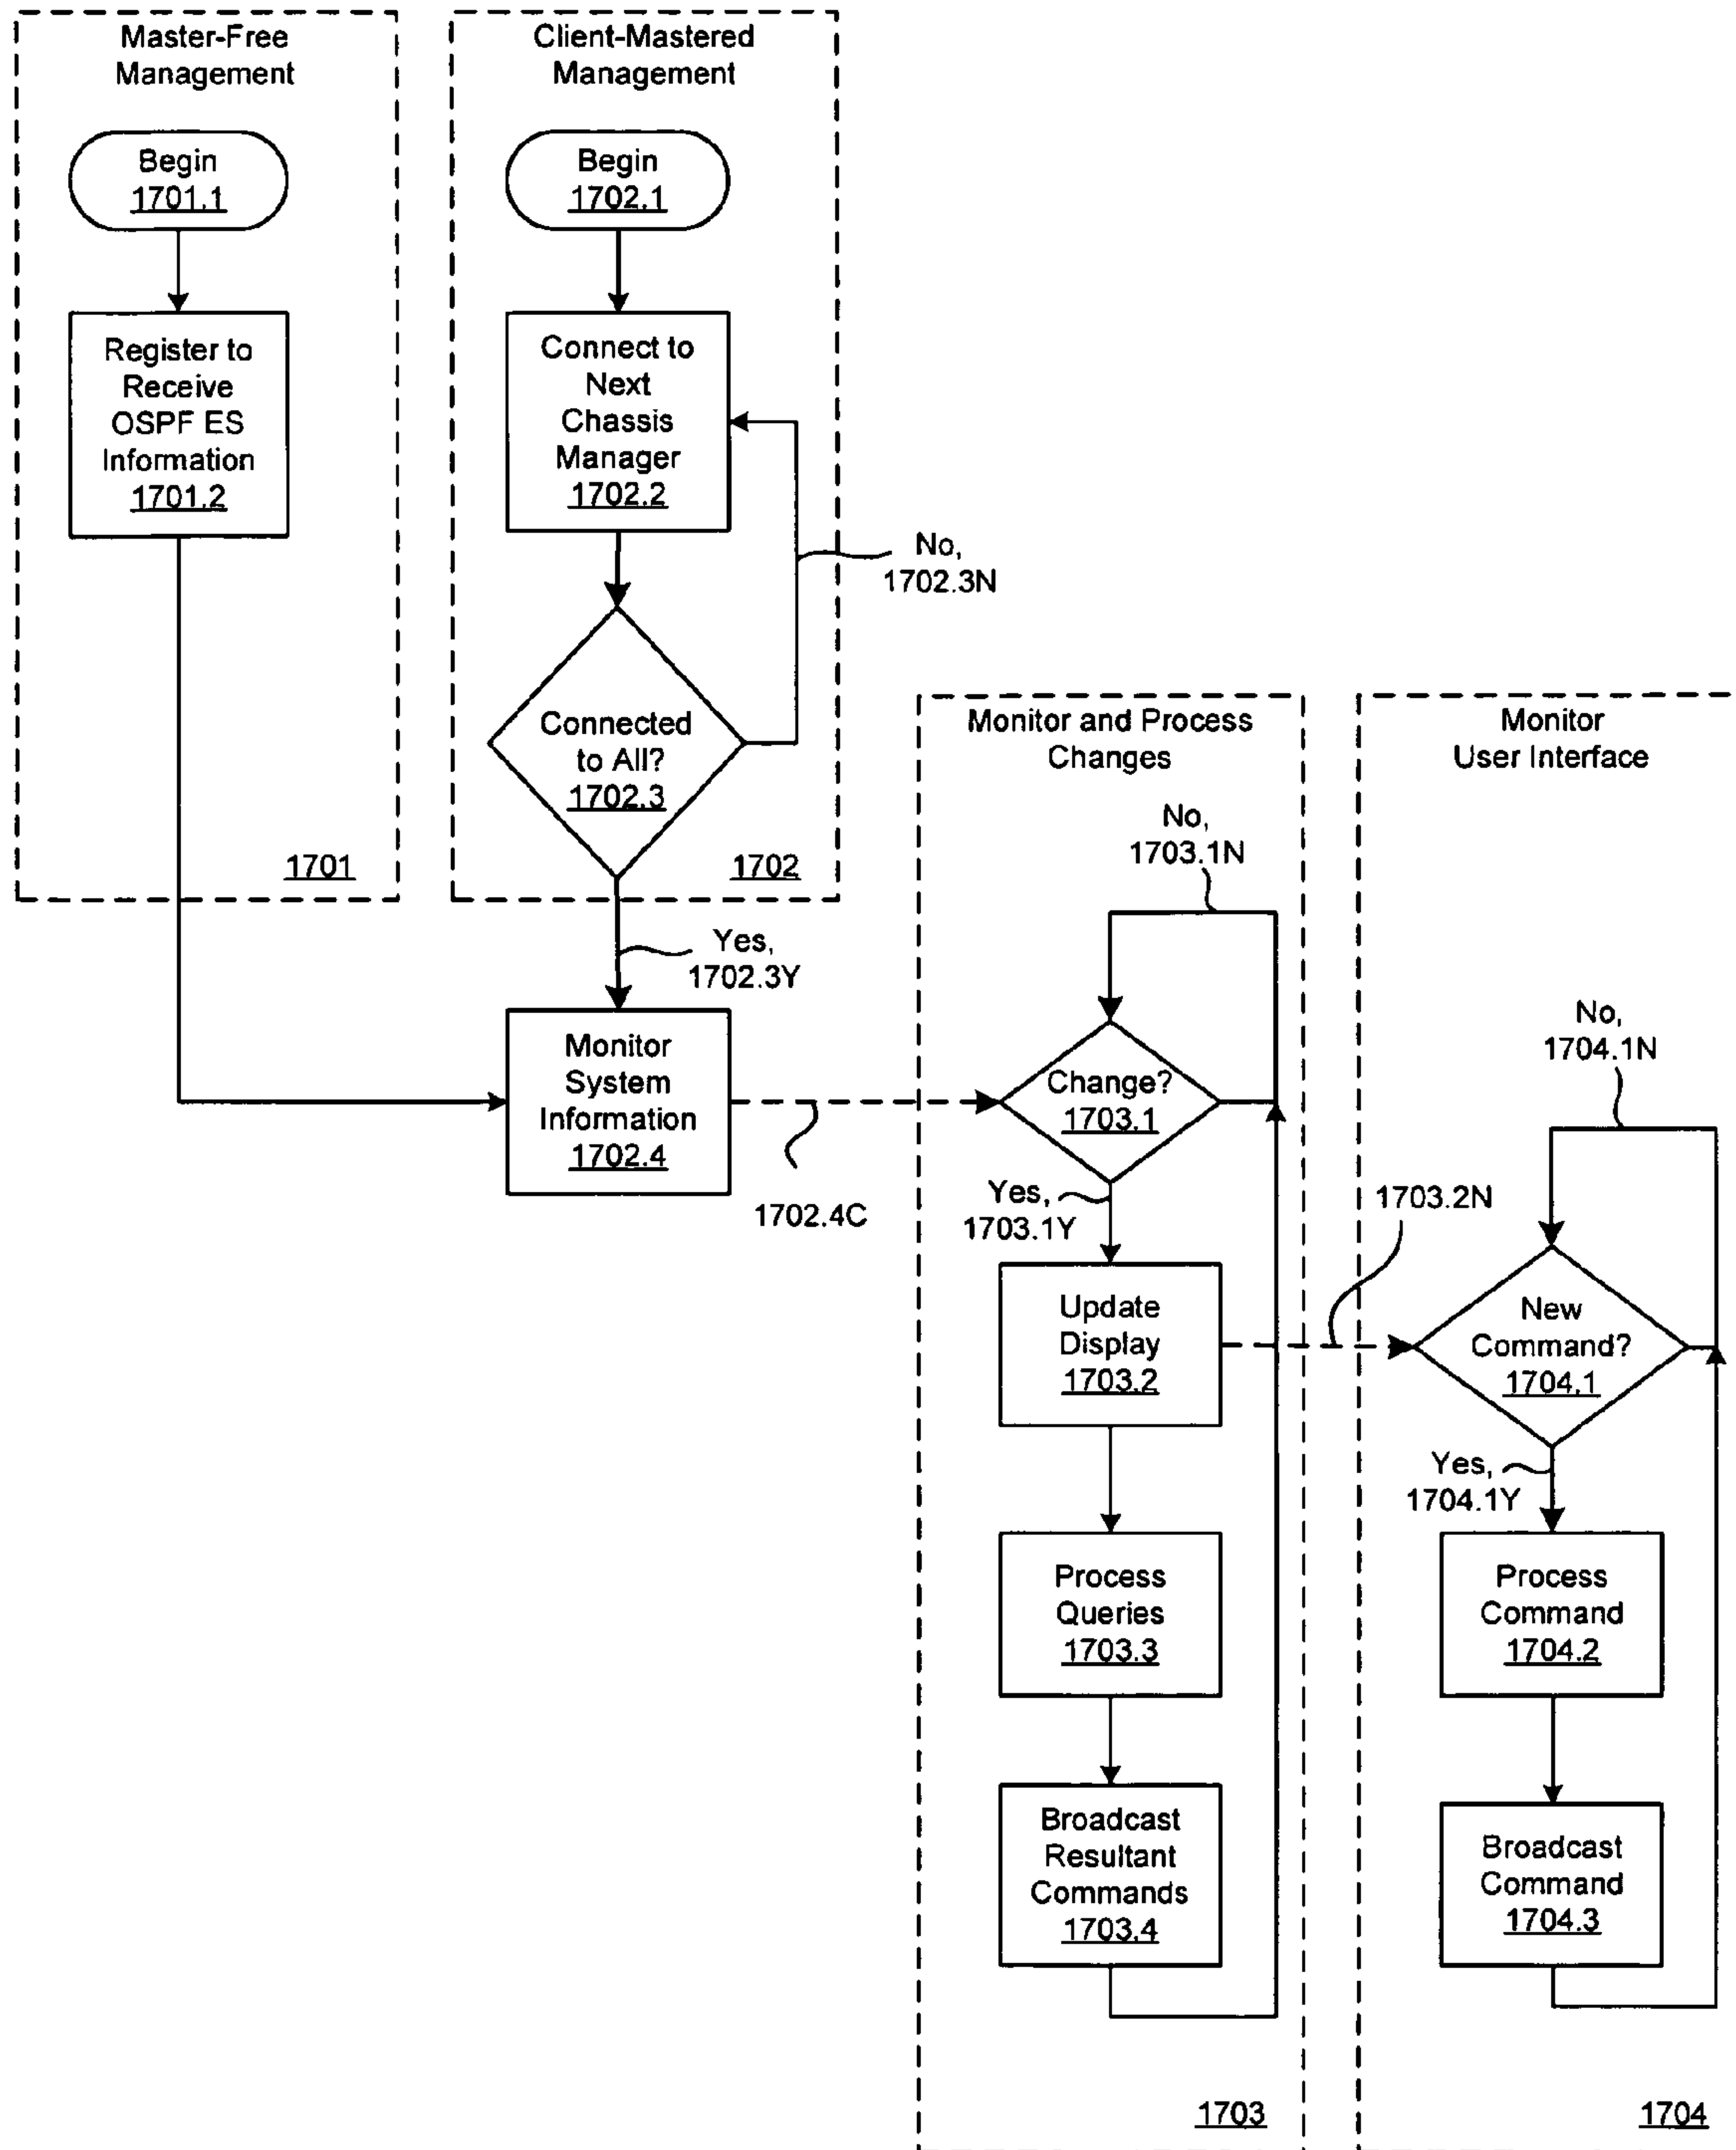 Master-Free
Management
Begin
1701.1
Register to
Receive
OSPF ES
Information
1701.2
1701
Client-Mastered
Management
Begin
1702.1
Connect to
Next
Chassis
Manager
1702.2
No,
1702.3N
Connected
to All?
1702.3
1702
Yes,
1702.3Y
Monitor
System
Information
1702.4
1702.4C
Monitor and Process
Changes
No,
1703.1N
Change?
1703.1
Yes,
1703.1Y
Update
Display
1703.2
1703.2N
Process
Queries
1703.3
Broadcast
Resultant
Commands
1703.4
1703
Monitor
User Interface
No,
1704.1N
New
Command?
1704.1
Yes,
1704.1Y
Process
Command
1704.2
Broadcast
Command
1704.3
1704